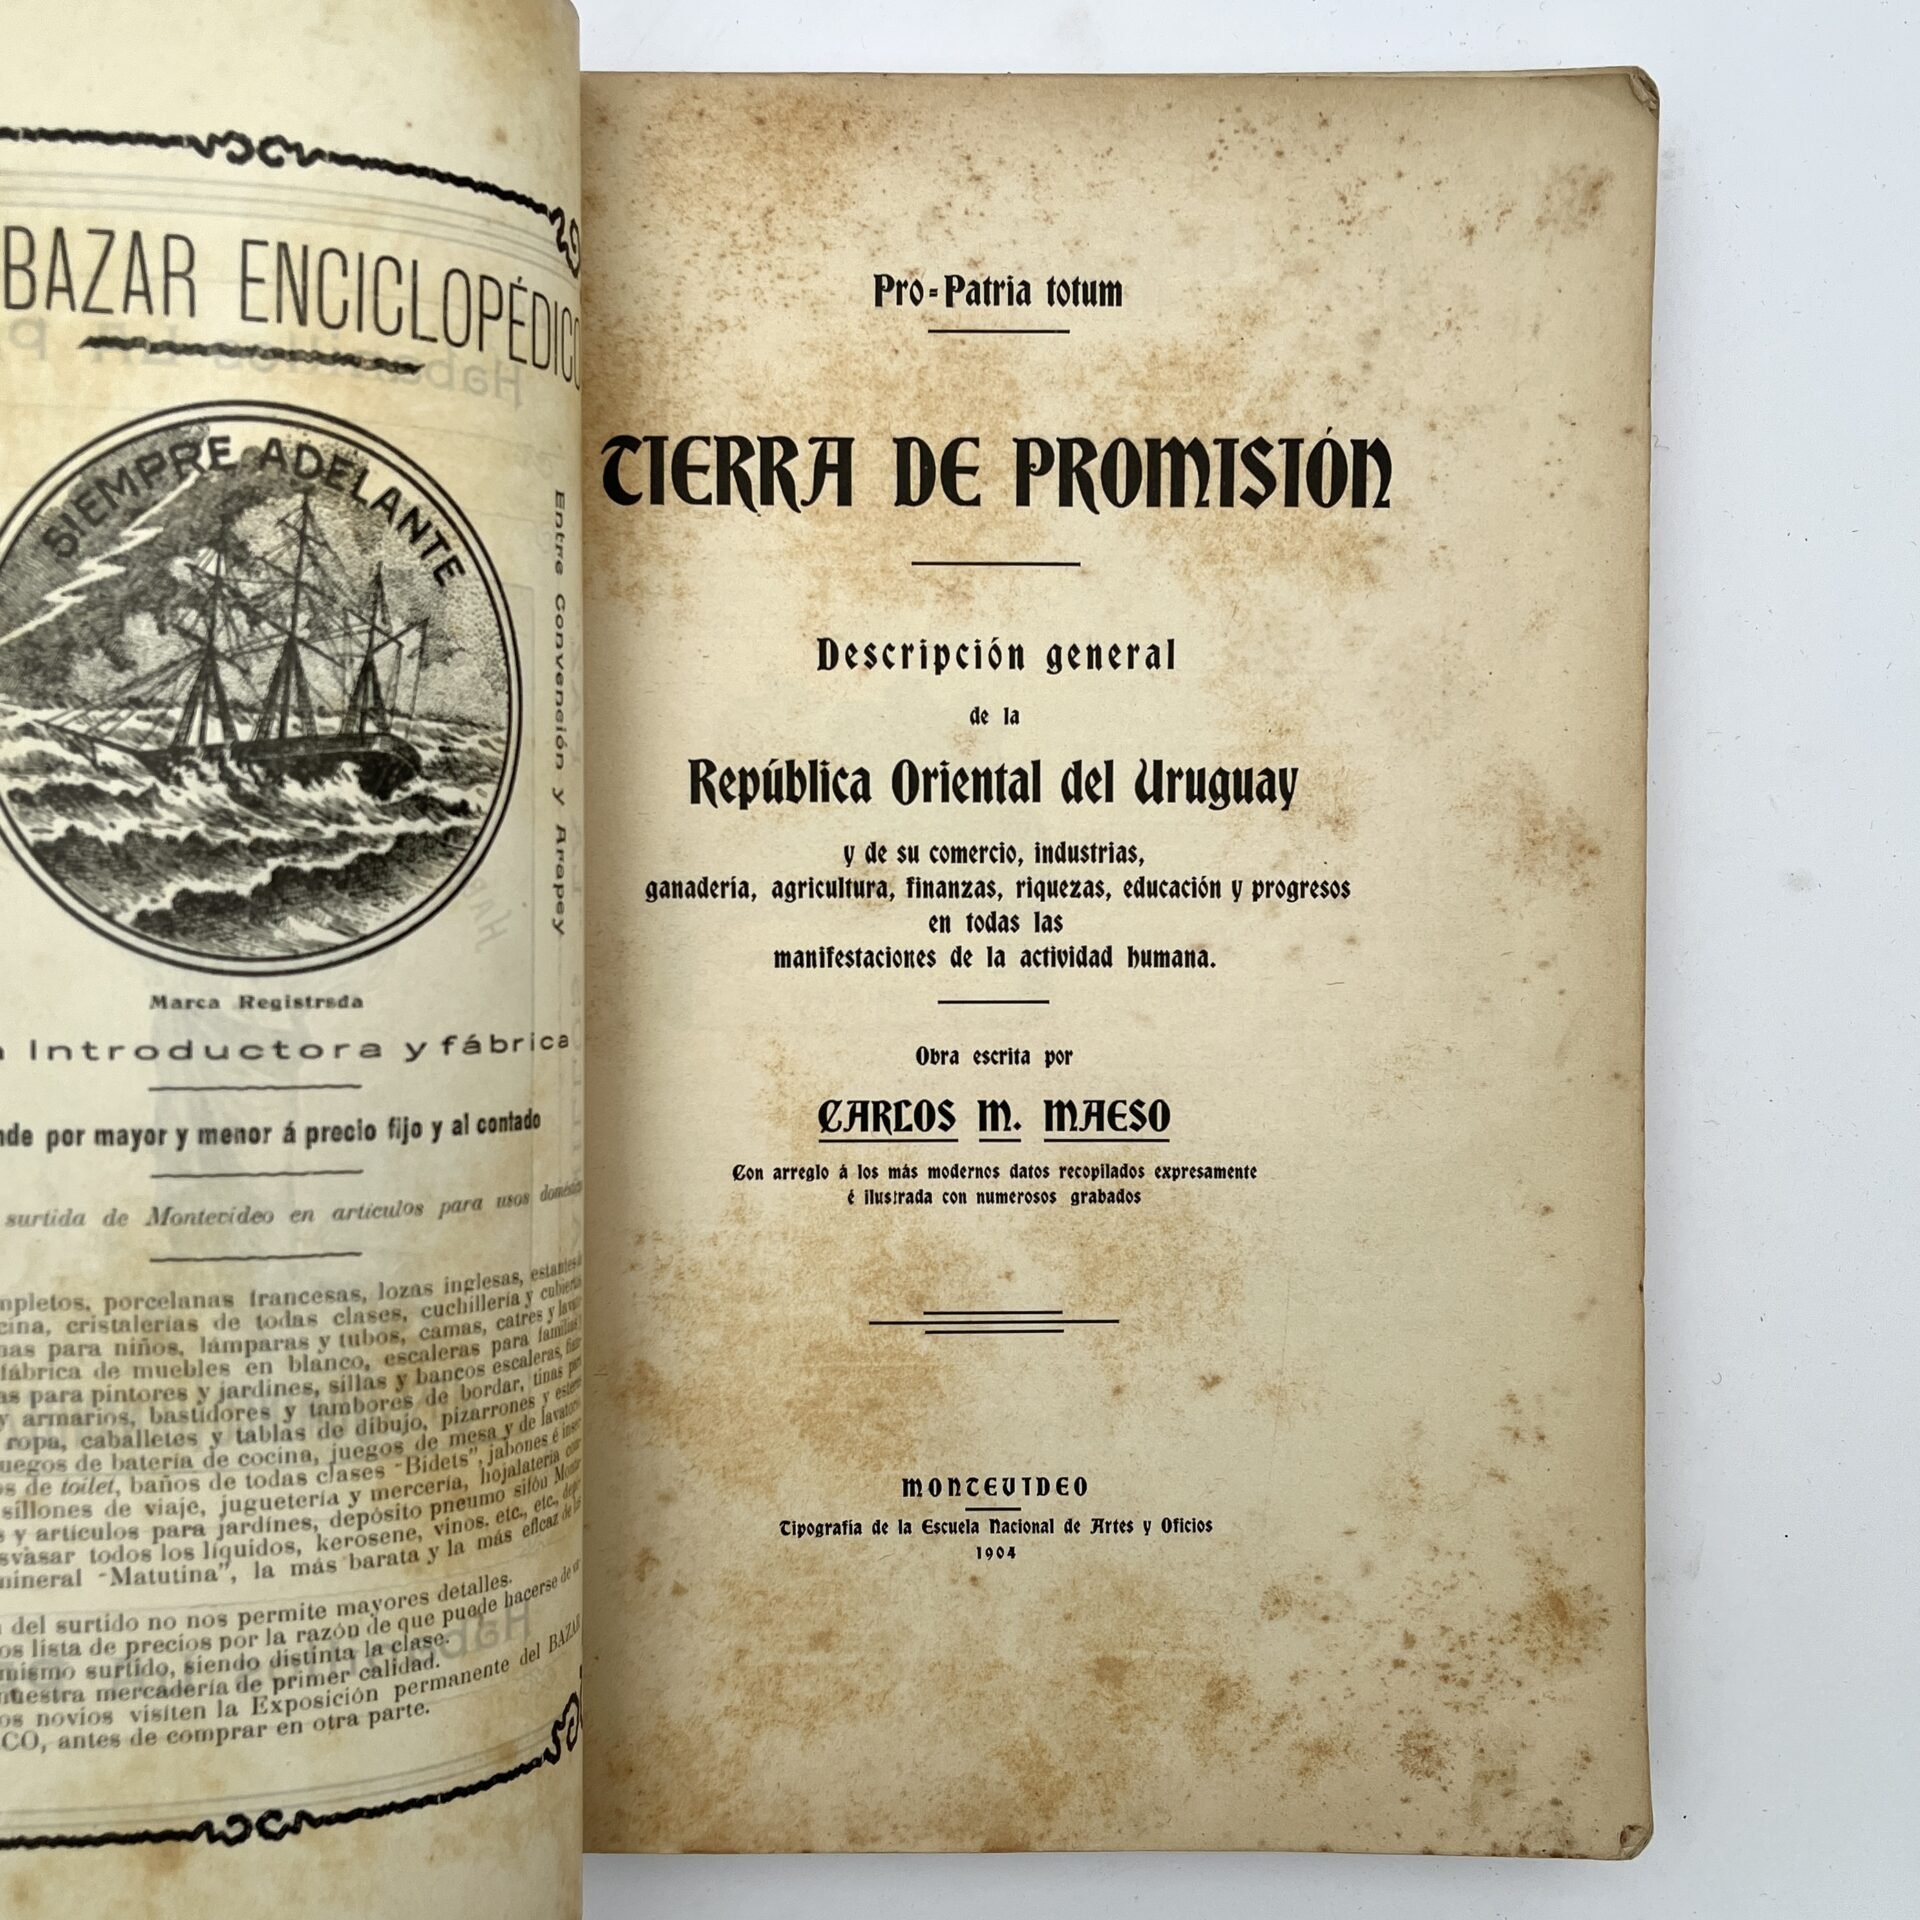 BAZAR ENCICLOPÉDICO
SIEMPRE ADELANTE
Entre Convención y Arapey
Marca Registrada
Introductora y fábrica
por mayor y menor á precio fijo y al contado
surtida de Montevideo en artículos para usos
porcelanas francesas, lozas inglesas,
cristalerías de todas clases, cuchillería y
para niños, lámparas y tubos, camas, catres y
fábrica de muebles en blanco, escaleras para familias
para pintores y jardines, sillas y bancos escaleras,
y armarios, bastidores y tambores de bordar, tinas para
ropa, caballetes y tablas de dibujo, pizarrones y
de batería de cocina, juegos de mesa y de
de toilet, baños de todas clases "Bidets", jabones é
sillones de viaje, juguetería y mercería, hojalatería
y artículos para jardines, depósito pneumo sifón
todos los líquidos, kerosene, vinos, etc., etc.,
mineral "Matutina", la más barata y la más eficaz de las
del surtido no nos permite mayores detalles.
lista de precios por la razón de que puede hacerse de
mismo surtido, siendo distinta la clase.
nuestra mercadería de primer calidad.
novios visiten la Exposición permanente del BAZAR
antes de comprar en otra parte.
Pro-Patria totum
TIERRA DE PROMISIÓN
Descripción general
de la
República Oriental del Uruguay
y de su comercio, industrias,
ganadería, agricultura, finanzas, riquezas, educación y progresos
en todas las
manifestaciones de la actividad humana.
Obra escrita por
CARLOS M. MAESO
Con arreglo á los más modernos datos recopilados expresamente
é ilustrada con numerosos grabados
MONTEVIDEO
Tipografía de la Escuela Nacional de Artes y Oficios
1904